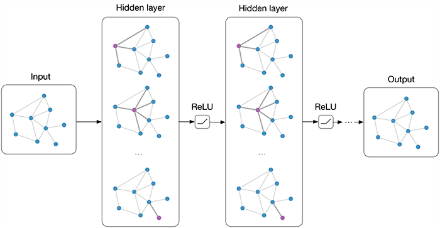 Hidden layer
Hidden layer
Input
ReLU
ReLU
Output
...
...
...